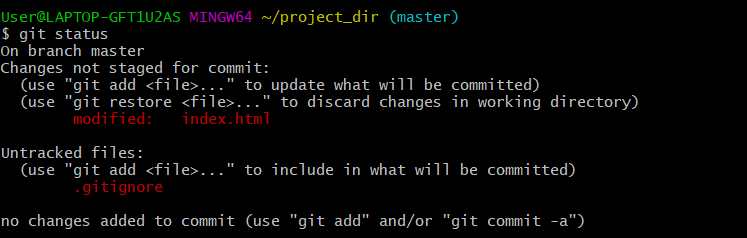 User@LAPTOP-GFT1U2AS MINGW64 ~/project_dir (master)
$ git status
On branch master
Changes not staged for commit:
  (use "git add <file>..." to update what will be committed)
  (use "git restore <file>..." to discard changes in working directory)
        modified:   index.html

Untracked files:
  (use "git add <file>..." to include in what will be committed)
        .gitignore

no changes added to commit (use "git add" and/or "git commit -a")